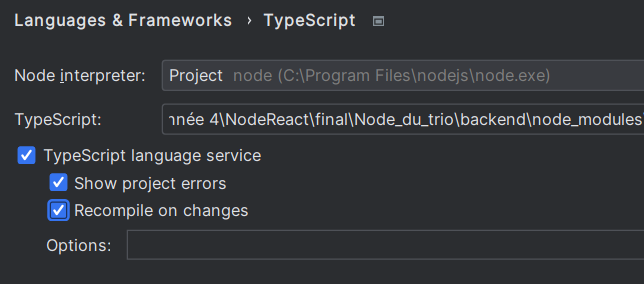 Languages & Frameworks › TypeScript
Node interpreter: Project node (C:\Program Files\nodejs\node.exe)
TypeScript: nnée 4\NodeReact\final\Node_du_trio\backend\node_modules
TypeScript language service
Show project errors
Recompile on changes
Options: